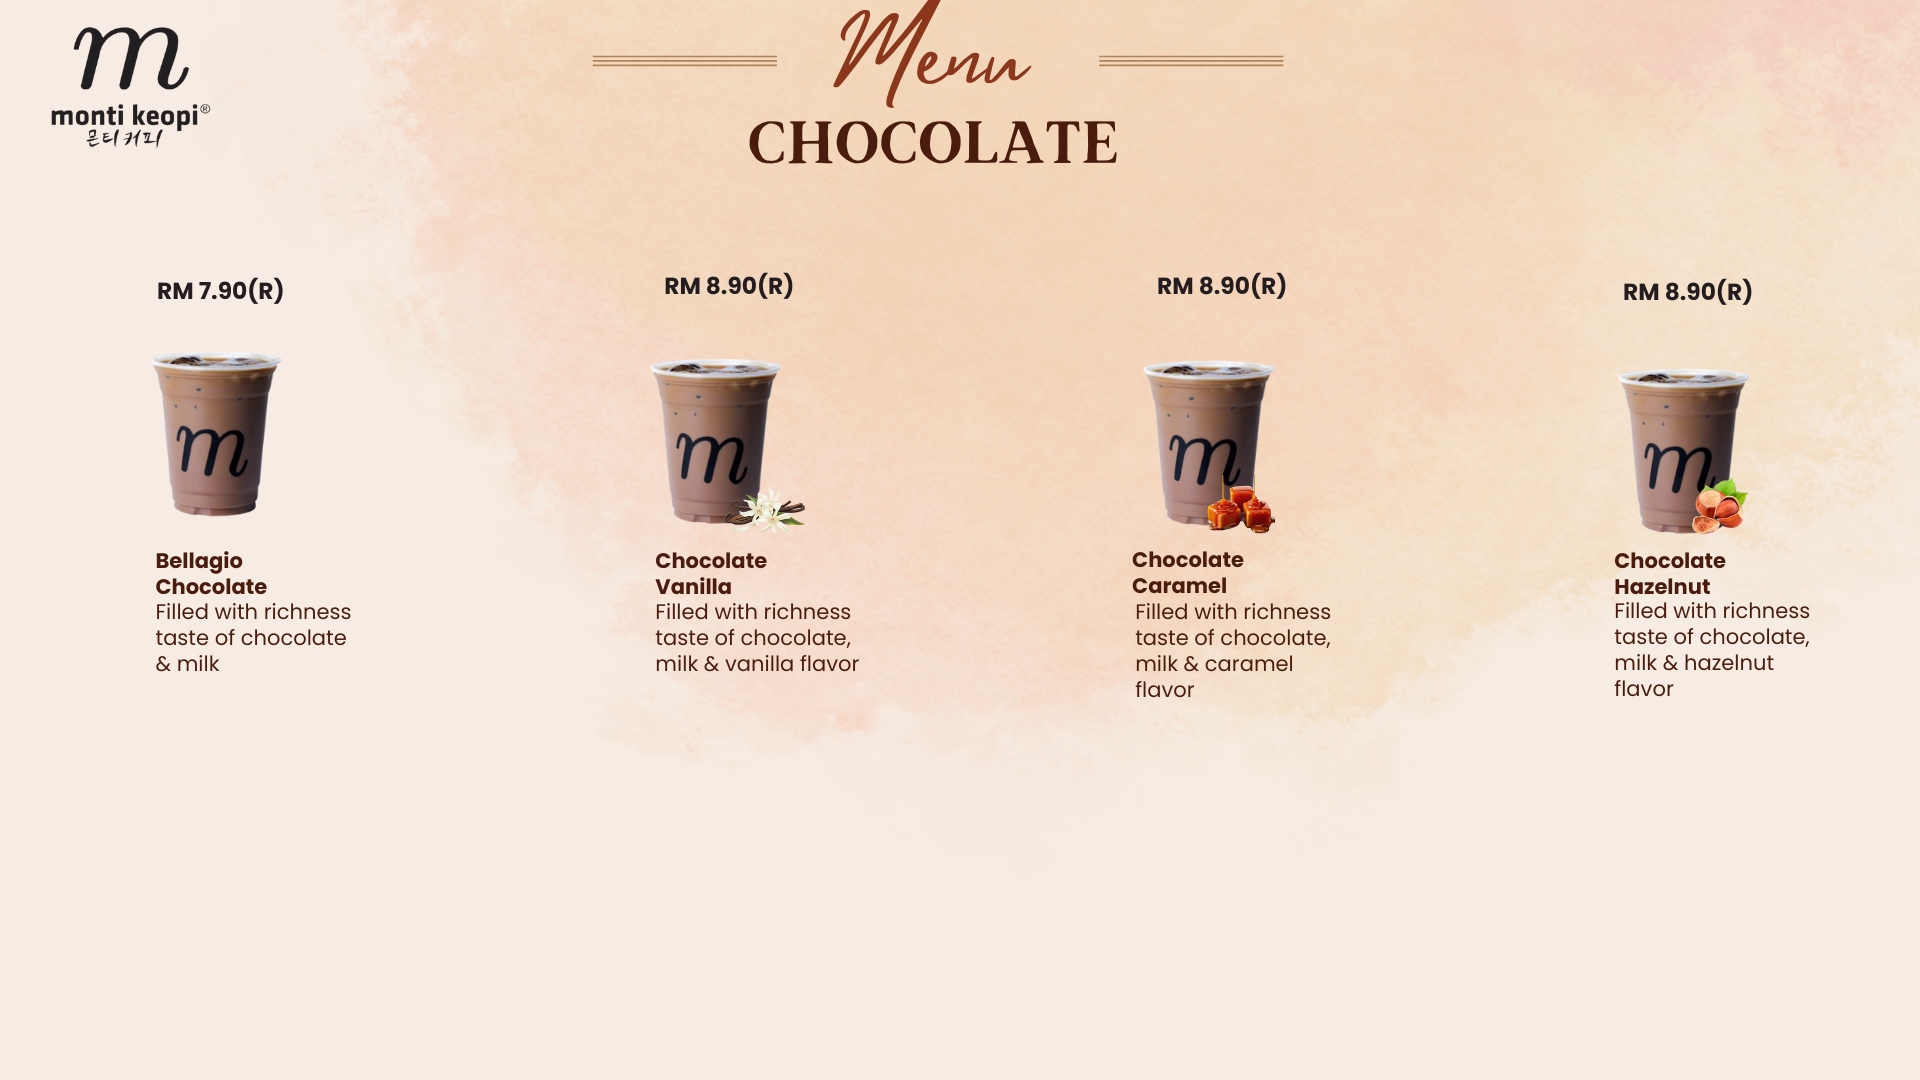 m
monti keopi®
몬티 커피
Menu
CHOCOLATE
RM 7.90(R)
m
Bellagio
Chocolate
Filled with richness
taste of chocolate
& milk
RM 8.90(R)
m
Chocolate
Vanilla
Filled with richness
taste of chocolate,
milk & vanilla flavor
RM 8.90(R)
m
Chocolate
Caramel
Filled with richness
taste of chocolate,
milk & caramel
flavor
RM 8.90(R)
m
Chocolate
Hazelnut
Filled with richness
taste of chocolate,
milk & hazelnut
flavor